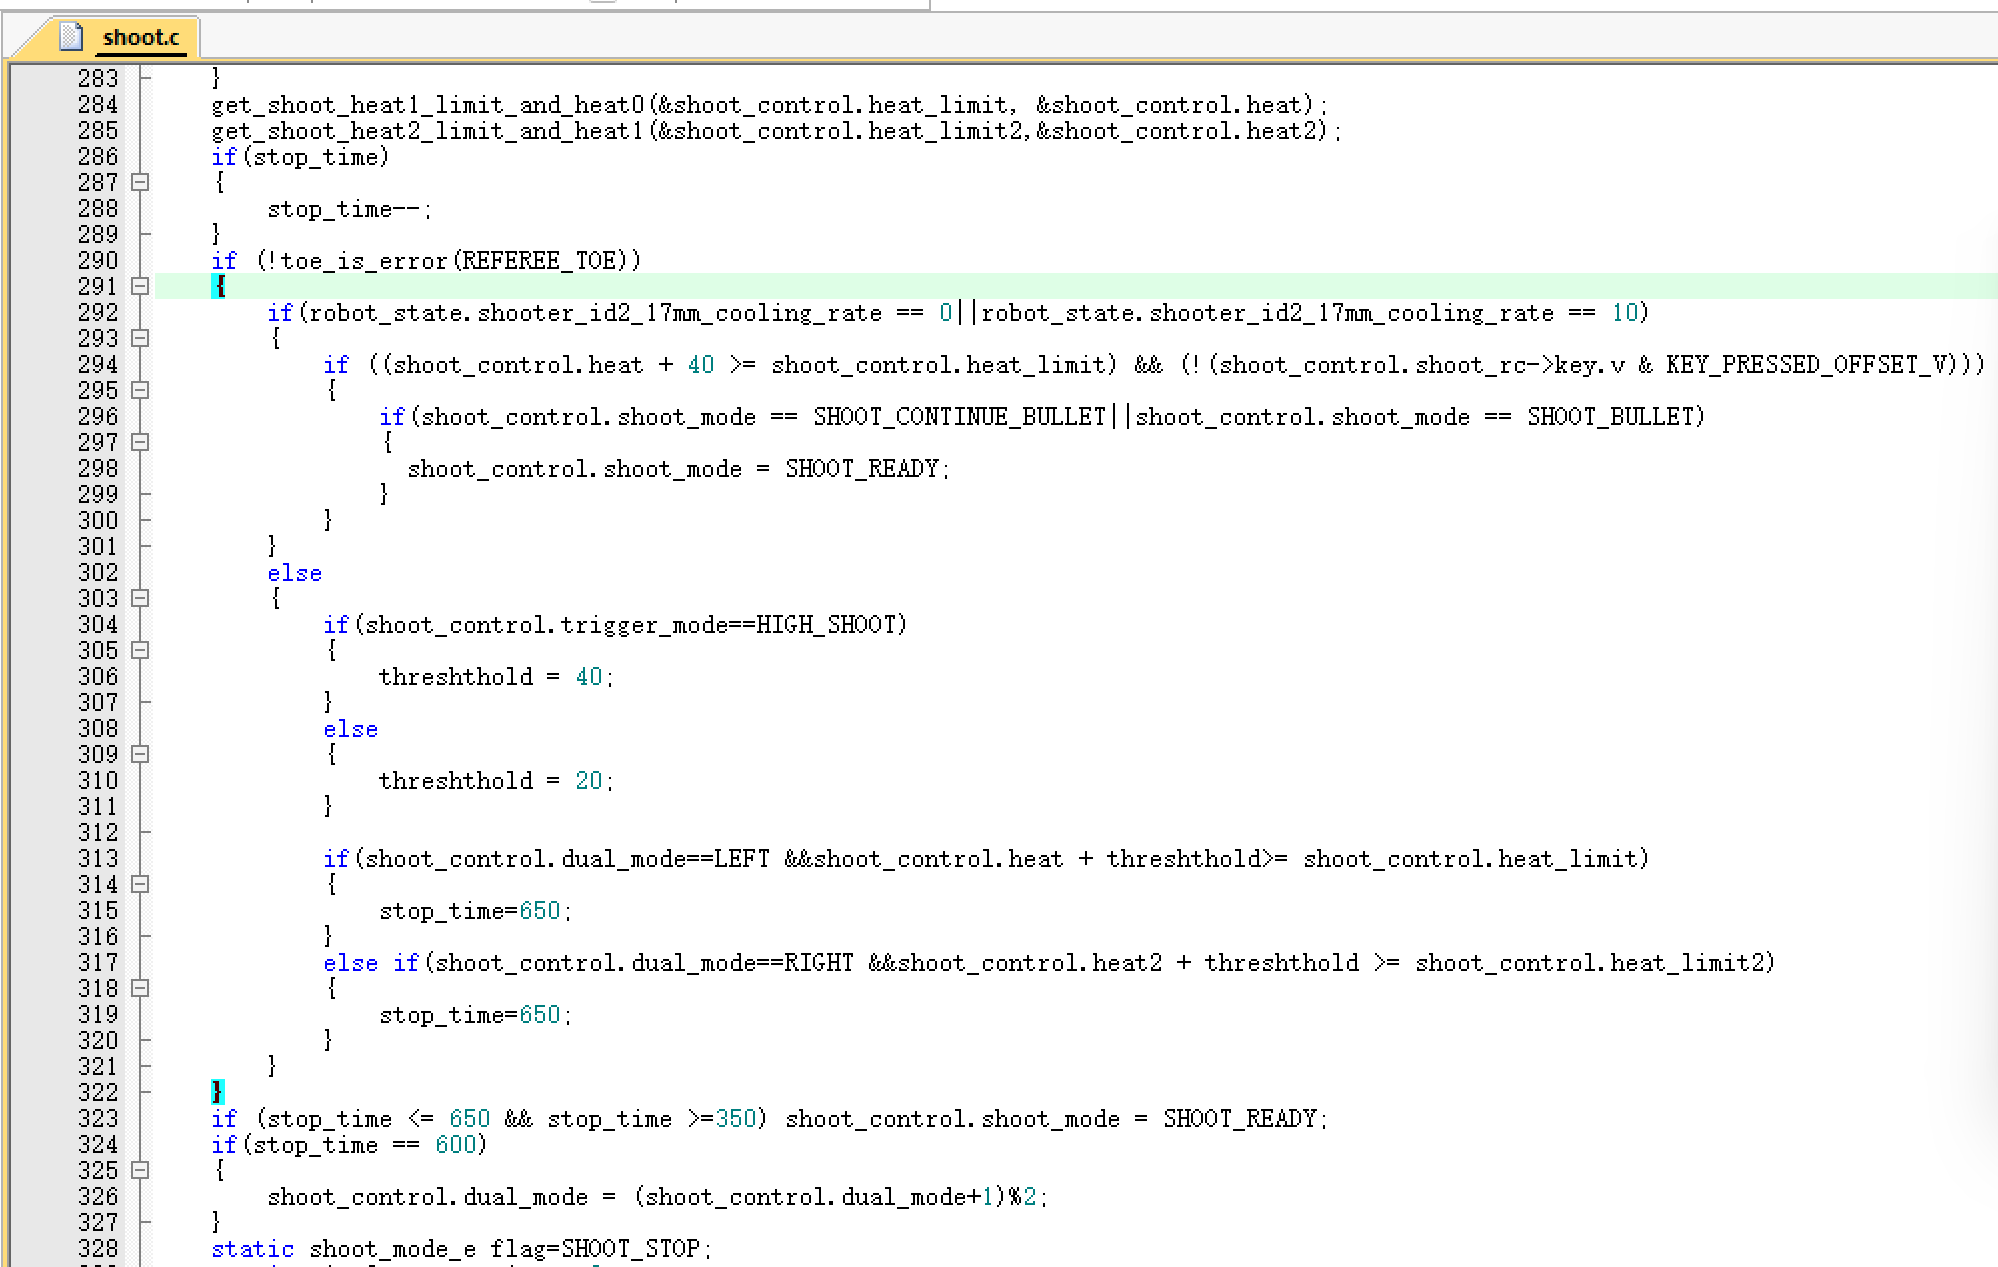 shoot.c
283 }
284 get_shoot_heat1_limit_and_heat0(&shoot_control.heat_limit, &shoot_control.heat);
285 get_shoot_heat2_limit_and_heat1(&shoot_control.heat_limit2,&shoot_control.heat2);
286 if(stop_time)
287 {
288 stop_time--;
289 }
290 if (!toe_is_error(REFEREE_TOE))
291 {
292 if(robot_state.shooter_id2_17mm_cooling_rate == 0||robot_state.shooter_id2_17mm_cooling_rate == 10)
293 {
294 if ((shoot_control.heat + 40 >= shoot_control.heat_limit) && (!(shoot_control.shoot_rc->key.v & KEY_PRESSED_OFFSET_V)))
295 {
296 if(shoot_control.shoot_mode == SHOOT_CONTINUE_BULLET||shoot_control.shoot_mode == SHOOT_BULLET)
297 {
298 shoot_control.shoot_mode = SHOOT_READY;
299 }
300 }
301 }
302 else
303 {
304 if(shoot_control.trigger_mode==HIGH_SHOOT)
305 {
306 threshthold = 40;
307 }
308 else
309 {
310 threshthold = 20;
311 }
312
313 if(shoot_control.dual_mode==LEFT &&shoot_control.heat + threshthold>= shoot_control.heat_limit)
314 {
315 stop_time=650;
316 }
317 else if(shoot_control.dual_mode==RIGHT &&shoot_control.heat2 + threshthold >= shoot_control.heat_limit2)
318 {
319 stop_time=650;
320 }
321 }
322 }
323 if (stop_time <= 650 && stop_time >=350) shoot_control.shoot_mode = SHOOT_READY;
324 if(stop_time == 600)
325 {
326 shoot_control.dual_mode = (shoot_control.dual_mode+1)%2;
327 }
328 static shoot_mode_e flag=SHOOT_STOP;